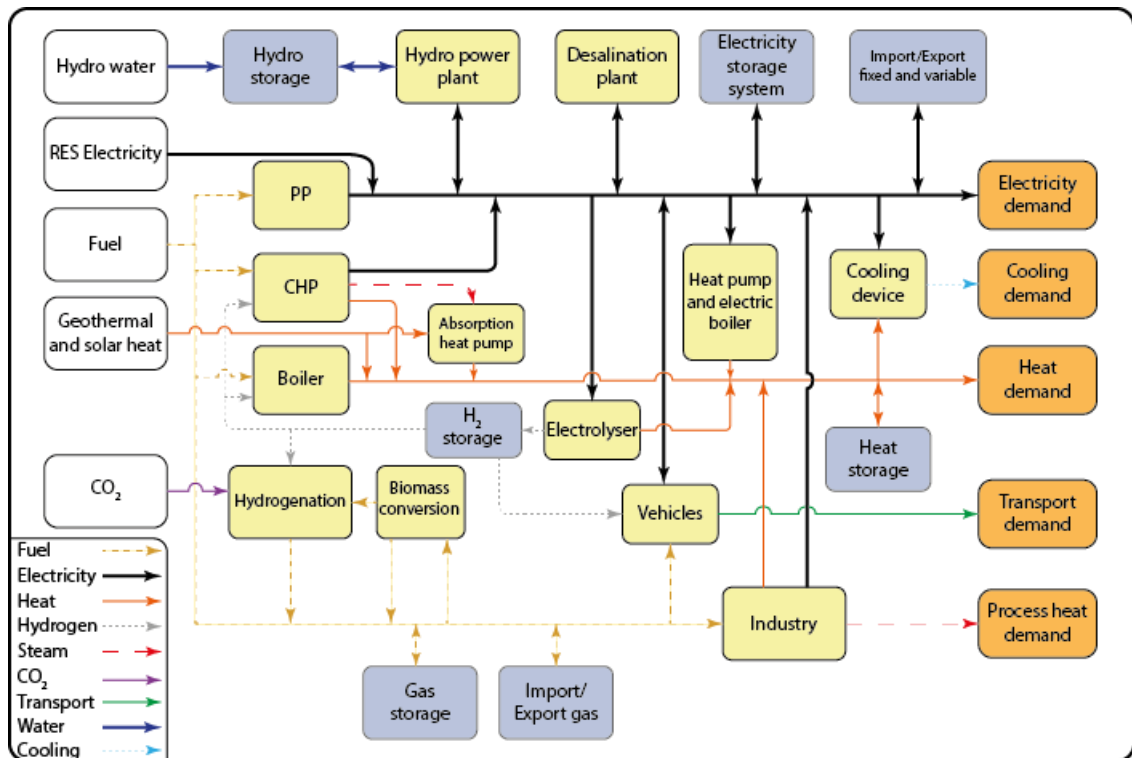 Hydro water
Hydro
storage
Hydro power
plant
Desalination
plant
Electricity
storage
system
Import/Export
fixed and variable
RES Electricity
PP
Electricity
demand
Fuel
CHP
Heat pump
and electric
boiler
Cooling
device
Cooling
demand
Geothermal
and solar heat
Absorption
heat pump
Boiler
Heat
demand
H₂
storage
Electrolyser
Heat
storage
CO₂
Hydrogenation
Biomass
conversion
Vehicles
Transport
demand
Fuel
Electricity
Heat
Hydrogen
Steam
CO₂
Transport
Water
Cooling
Industry
Process heat
demand
Gas
storage
Import/
Export gas